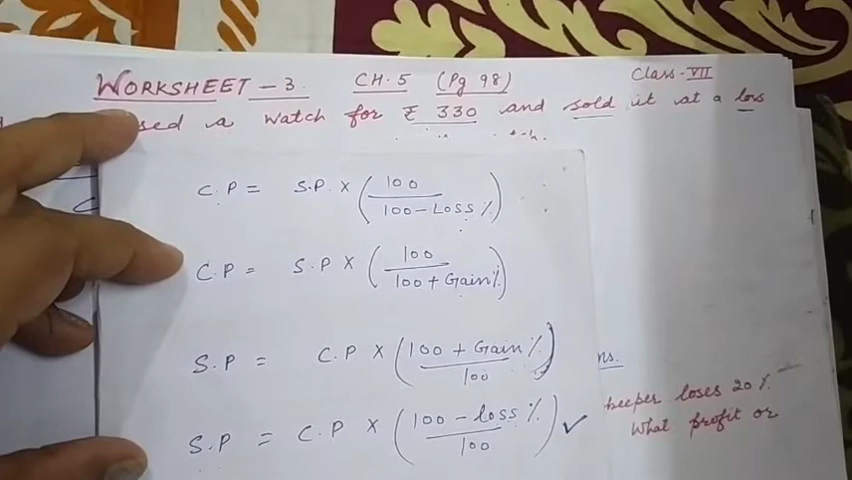 WORKSHEET - 3. CH.5 (Pg 98) Class-VII
sed a watch for ₹ 330 and sold it at a loss
C.P = S.P. × (100 / 100 - Loss %)
C.P = S.P × (100 / 100 + Gain %)
S.P = C.P × (100 + Gain % / 100)
ns.
S.P = C.P × (100 - loss % / 100) ✓
keeper loses 20 %.
What profit or